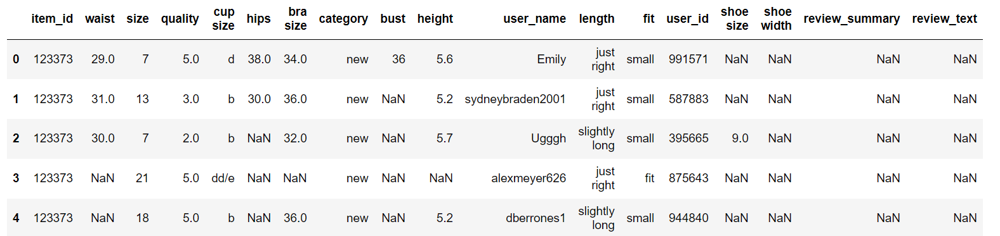 item_id waist size quality cup size hips bra size category bust height user_name length fit user_id shoe size shoe width review_summary review_text
0 123373 29.0 7 5.0 d 38.0 34.0 new 36 5.6 Emily just right small 991571 NaN NaN NaN NaN
1 123373 31.0 13 3.0 b 30.0 36.0 new NaN 5.2 sydneybraden2001 just right small 587883 NaN NaN NaN NaN
2 123373 30.0 7 2.0 b NaN 32.0 new NaN 5.7 Ugggh slightly long small 395665 9.0 NaN NaN NaN
3 123373 NaN 21 5.0 dd/e NaN NaN new NaN NaN alexmeyer626 just right fit 875643 NaN NaN NaN NaN
4 123373 NaN 18 5.0 b NaN 36.0 new NaN 5.2 dberrones1 slightly long small 944840 NaN NaN NaN NaN